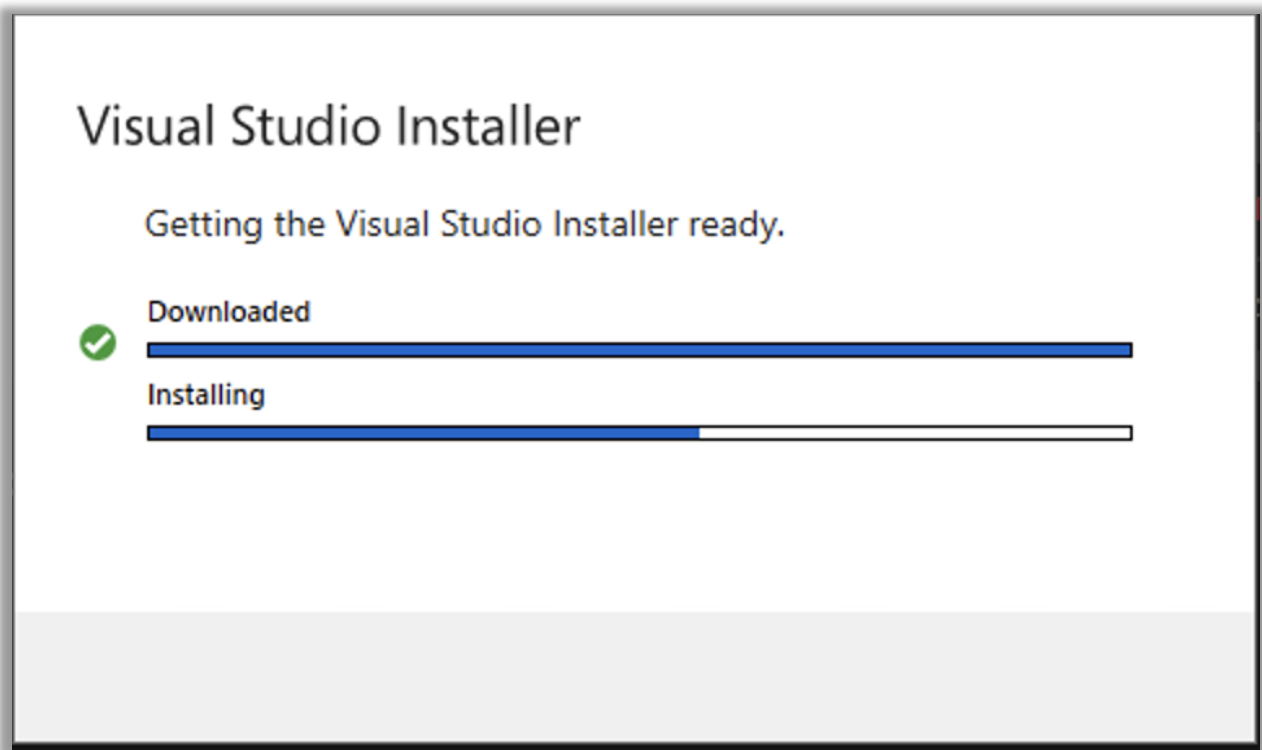 Visual Studio Installer
Getting the Visual Studio Installer ready.
Downloaded
Installing